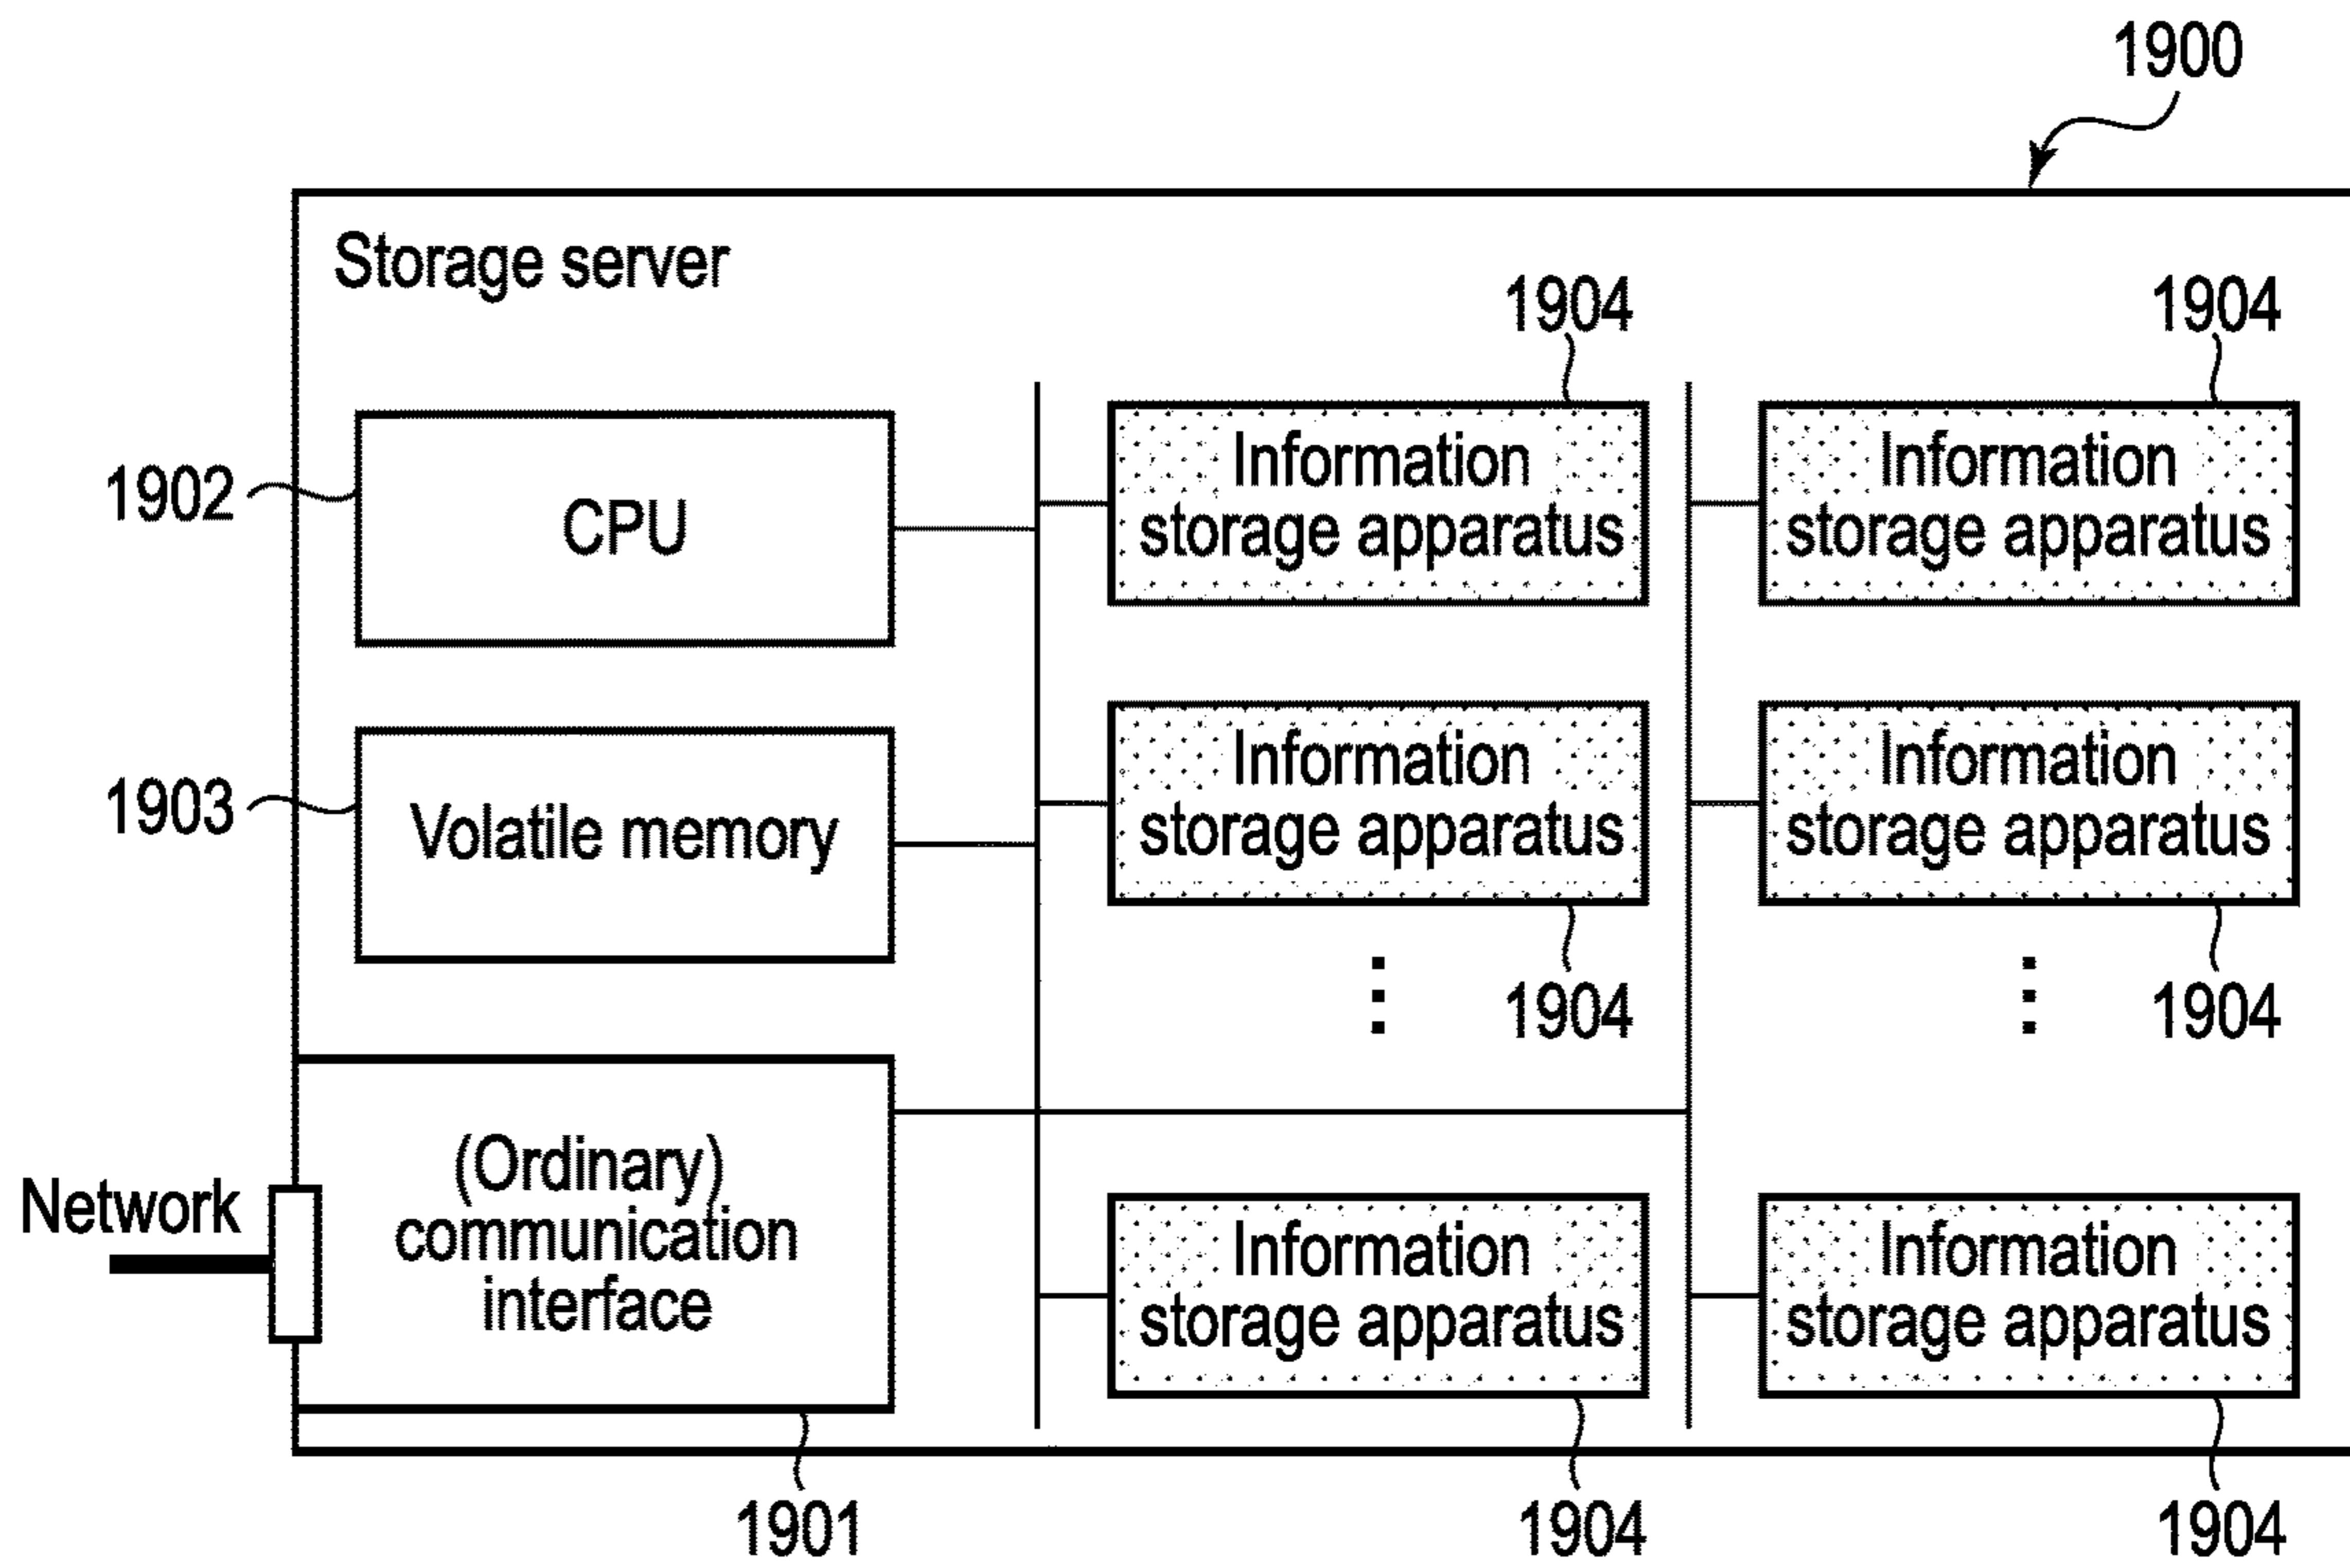 1900
Storage server
1904
1904
1902
CPU
Information
storage apparatus
Information
storage apparatus
1903
Volatile memory
Information
storage apparatus
Information
storage apparatus
1904
1904
Network
(Ordinary)
communication
interface
Information
storage apparatus
Information
storage apparatus
1901
1904
1904